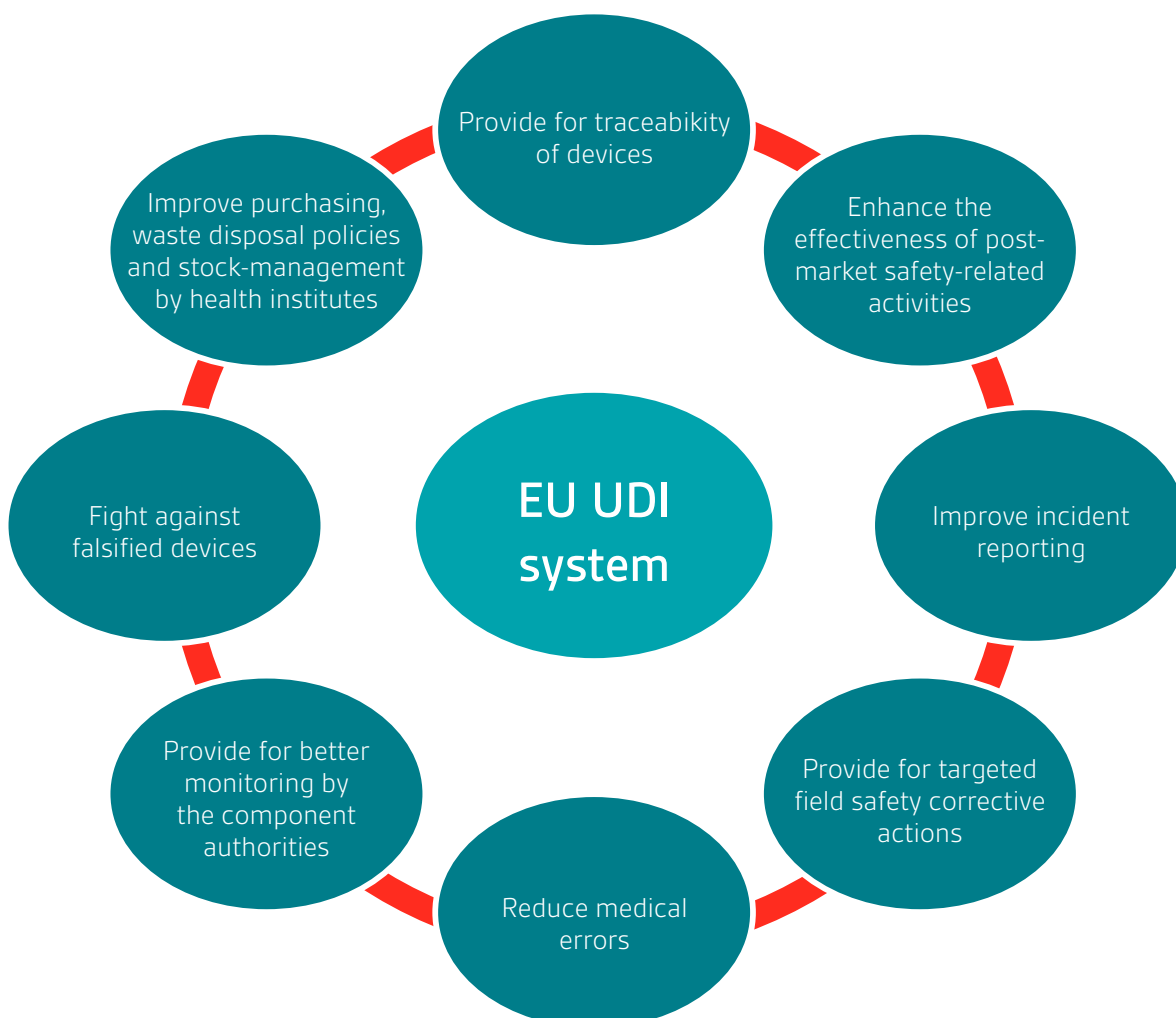 Provide for traceabikity
of devices
Enhance the
effectiveness of post-
market safety-related
activities
Improve incident
reporting
Provide for targeted
field safety corrective
actions
Reduce medical
errors
Provide for better
monitoring by
the component
authorities
Fight against
falsified devices
Improve purchasing,
waste disposal policies
and stock-management
by health institutes
EU UDI
system